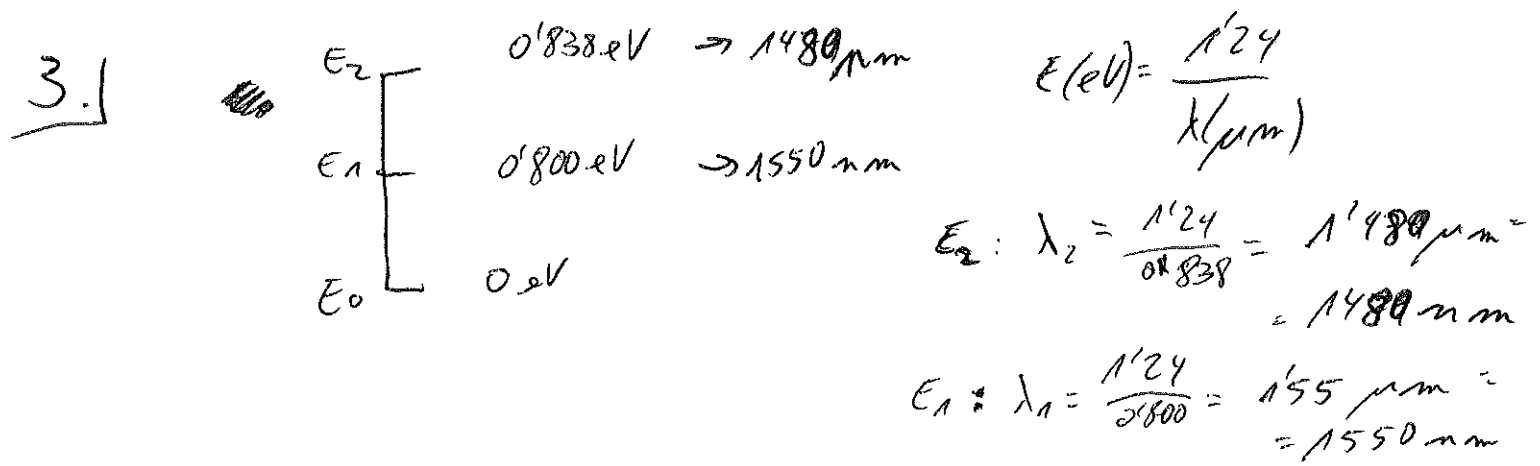 3.1
E₂ 0'838 eV → 1480 μm
E(eV) = 1'24 / λ(μm)
E₁ 0'800 eV → 1550 nm
E₀ 0 eV
E₂: λ₂ = 1'24 / 0'838 = 1'480 μm =
= 1480 nm
E₁: λ₁ = 1'24 / 0'800 = 1'55 μm =
= 1550 nm